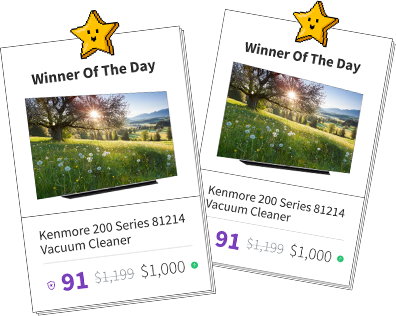 Winner Of The Day
Kenmore 200 Series 81214
Vacuum Cleaner
91 $1,199 $1,000
Winner Of The Day
Kenmore 200 Series 81214
Vacuum Cleaner
91 $1,199 $1,000